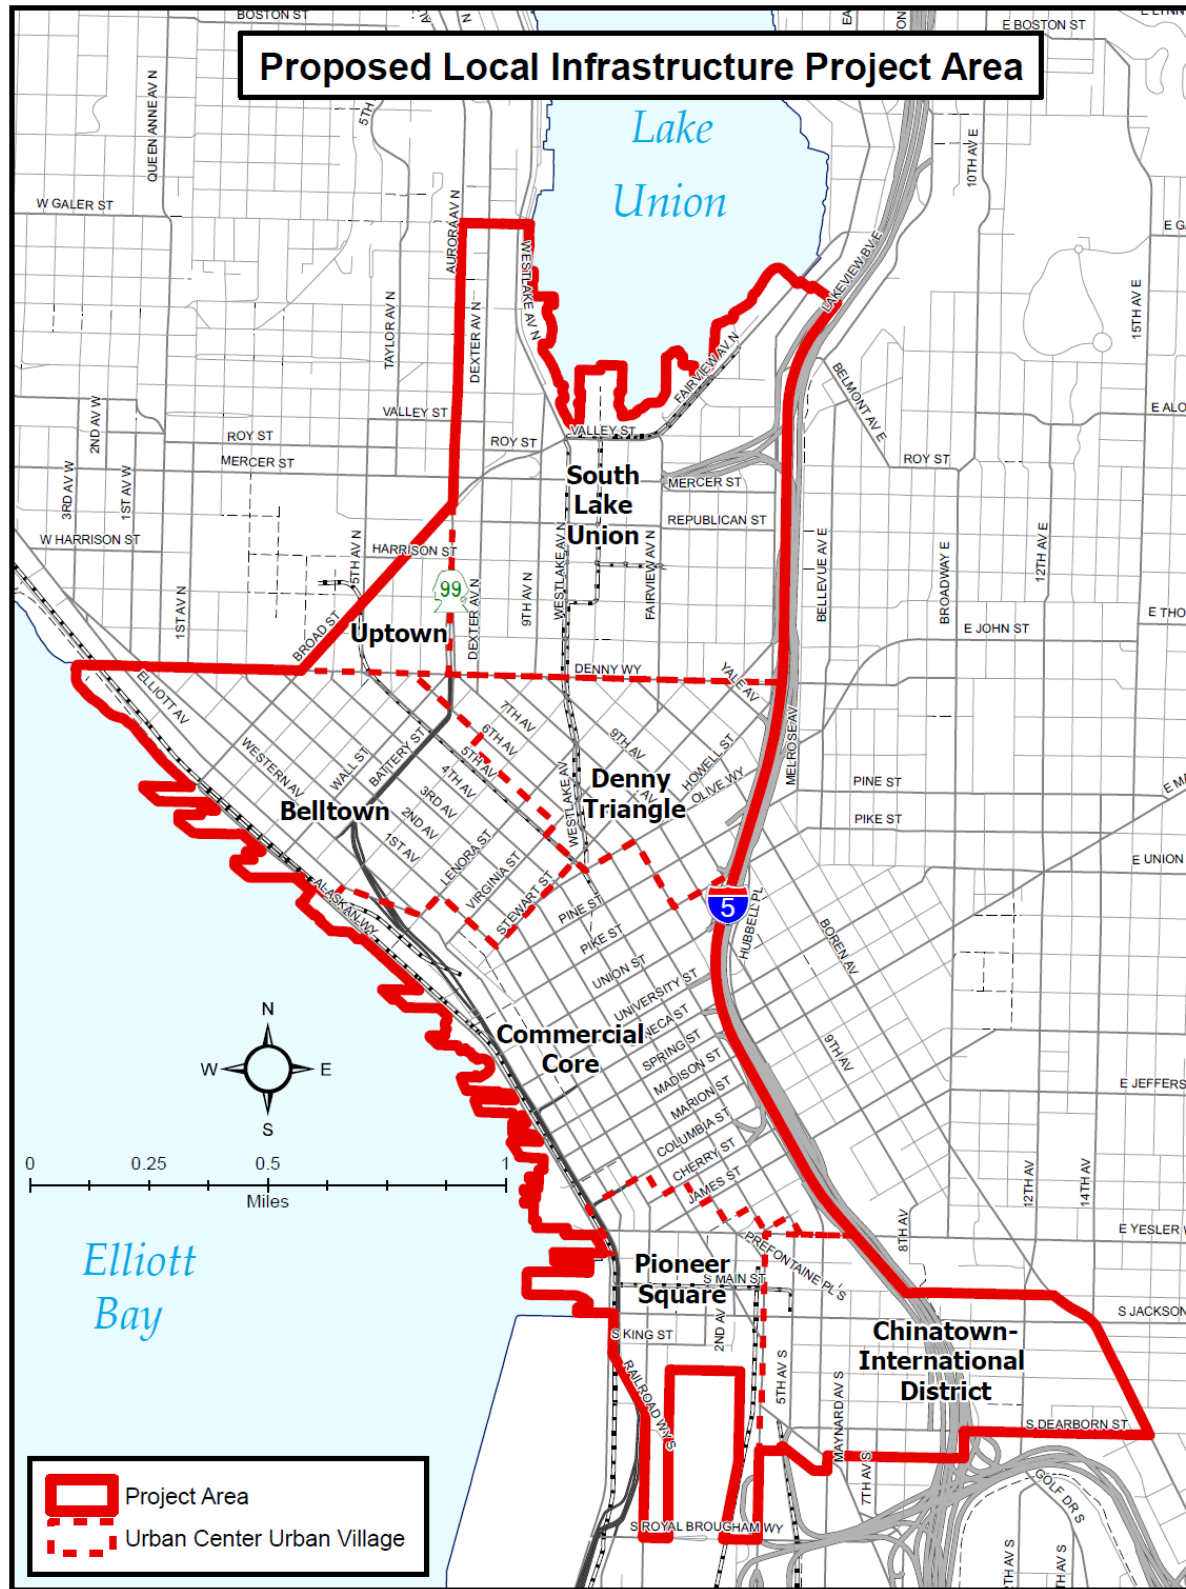 BOSTON ST
E BOSTON ST
Proposed Local Infrastructure Project Area
QUEEN ANNE AV N
5TH
10TH AV E
Lake
Union
W GALER ST
AURORA AV N
WESTLAKE AV N
LAKEVIEW BV E
E GA
15TH AV E
TAYLOR AV N
DEXTER AV N
FAIRVIEW AV N
BELMONT AV E
2ND AV W
VALLEY ST
E ALO
ROY ST
ROY ST
VALLEY ST
MERCER ST
ROY ST
3RD AV W
1ST AV W
South
Lake
Union
MERCER ST
REPUBLICAN ST
W HARRISON ST
5TH AV N
HARRISON ST
WESTLAKE AV N
FAIRVIEW AV N
BELLEVUE AV E
BROADWAY E
12TH AV E
1ST AV N
99
DEXTER AV N
9TH AV N
E THO
BROAD ST
Uptown
E JOHN ST
DENNY WY
YALE AV
ELLIOTT AV
7TH AV
6TH AV
5TH AV
4TH AV
3RD AV
2ND AV
1ST AV
9TH AV
HOWELL ST
OLIVE WY
MELROSE AV
WESTERN AV
WALL ST
BATTERY ST
WESTLAKE AV
Denny
Triangle
AV
PINE ST
Belltown
PIKE ST
LENORA ST
VIRGINIA ST
STEWART ST
E UNION
ALASKAN WY
PINE ST
PIKE ST
UNION ST
UNIVERSITY ST
5
HUBBELL PL
BOREN AV
9TH AV
NECA ST
SPRING ST
MADISON ST
MARION ST
COLUMBIA ST
CHERRY ST
JAMES ST
Commercial
Core
N
W
E
S
E JEFFERS
0 0.25 0.5 1
Miles
12TH AV
14TH AV
8TH AV
E YESLER W
Elliott
Bay
PREFONTAINE PL S
Pioneer
Square
S MAIN ST
S JACKSON
2ND AV
S KING ST
Chinatown-
International
District
RAILROAD WY S
5TH AV S
MAYNARD AV S
7TH AV S
S DEARBORN ST
GOLF DR S
S ROYAL BROUGHAM WY
Project Area
Urban Center Urban Village